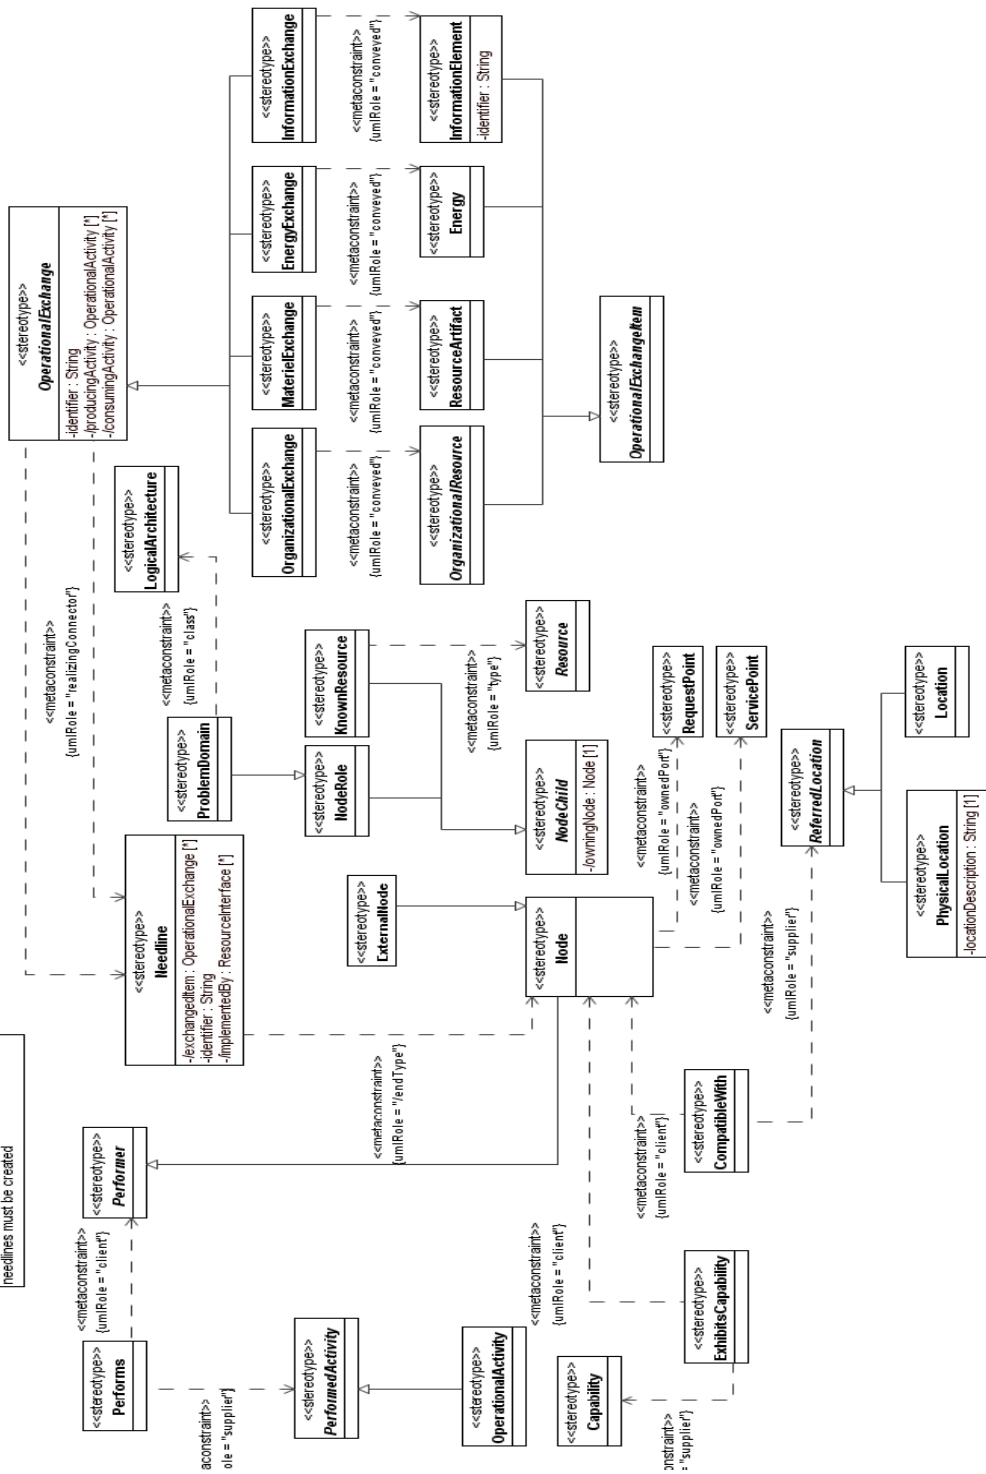 needlines must be created
<<stereotype>>
Performs
<<metaconstraint>>
{umlRole = "client"}
<<stereotype>>
Performer
aconstraint>>
ole = "supplier"}
<<stereotype>>
PerformedActivity
<<stereotype>>
OperationalActivity
<<stereotype>>
Capability
onstraint>>
= "supplier"}
<<stereotype>>
ExhibitsCapability
<<metaconstraint>>
{umlRole = "client"}
<<metaconstraint>>
{umlRole = "client"}
<<stereotype>>
CompatibleWith
<<metaconstraint>>
{umlRole = "supplier"}
<<metaconstraint>>
{umlRole = "/endType"}
<<stereotype>>
Needline
-/exchangedItem : OperationalExchange [*]
-identifier : String
-/implementedBy : ResourceInterface [*]
<<stereotype>>
ExternalNode
<<stereotype>>
Node
<<stereotype>>
ProblemDomain
<<metaconstraint>>
{umlRole = "class"}
<<stereotype>>
LogicalArchitecture
<<metaconstraint>>
{umlRole = "realizingConnector"}
<<stereotype>>
NodeRole
<<stereotype>>
KnownResource
<<metaconstraint>>
{umlRole = "type"}
<<stereotype>>
NodeChild
-/owningNode : Node [1]
<<stereotype>>
Resource
<<metaconstraint>>
{umlRole = "ownedPort"}
<<metaconstraint>>
{umlRole = "ownedPort"}
<<stereotype>>
RequestPoint
<<stereotype>>
ServicePoint
<<stereotype>>
ReferredLocation
<<stereotype>>
PhysicalLocation
-locationDescription : String [1]
<<stereotype>>
Location
<<stereotype>>
OperationalExchange
-identifier : String
-/producingActivity : OperationalActivity [*]
-/consumingActivity : OperationalActivity [*]
<<stereotype>>
OrganizationalExchange
<<stereotype>>
MaterielExchange
<<stereotype>>
EnergyExchange
<<stereotype>>
InformationExchange
<<metaconstraint>>
{umlRole = "conveyed"}
<<metaconstraint>>
{umlRole = "conveyed"}
<<metaconstraint>>
{umlRole = "conveyed"}
<<metaconstraint>>
{umlRole = "conveyed"}
<<stereotype>>
OrganizationalResource
<<stereotype>>
ResourceArtifact
<<stereotype>>
Energy
<<stereotype>>
InformationElement
-identifier : String
<<stereotype>>
OperationalExchangeItem